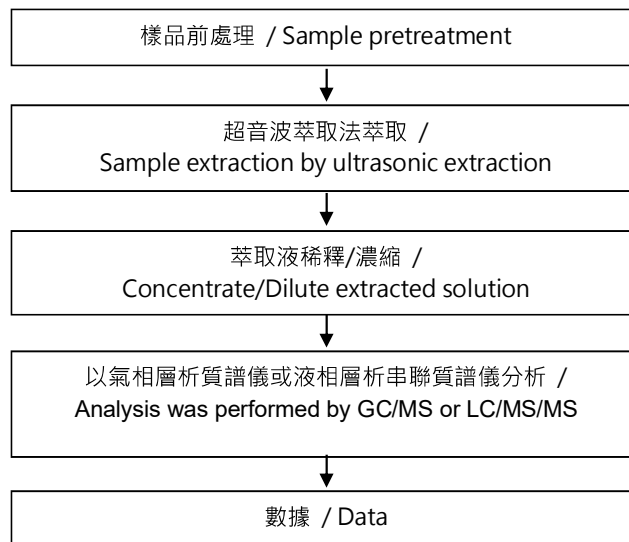 樣品前處理 / Sample pretreatment
超音波萃取法萃取 /
Sample extraction by ultrasonic extraction
萃取液稀釋/濃縮 /
Concentrate/Dilute extracted solution
以氣相層析質譜儀或液相層析串聯質譜儀分析 /
Analysis was performed by GC/MS or LC/MS/MS
數據 / Data